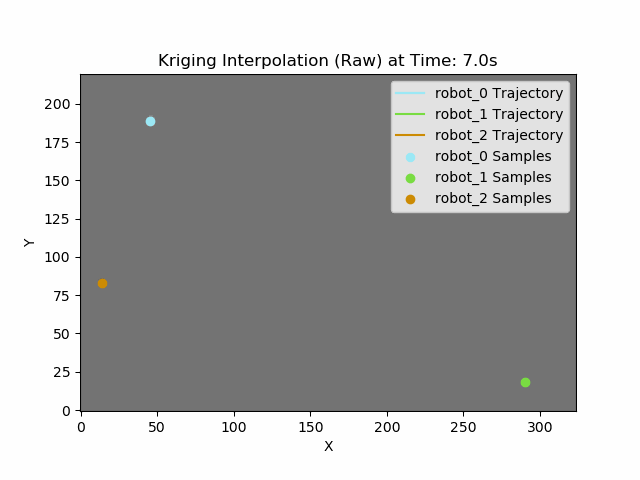 Kriging Interpolation (Raw) at Time: 7.0s
robot_0 Trajectory
robot_1 Trajectory
robot_2 Trajectory
robot_0 Samples
robot_1 Samples
robot_2 Samples
200
175
150
125
100
75
50
25
0
Y
0 50 100 150 200 250 300
X